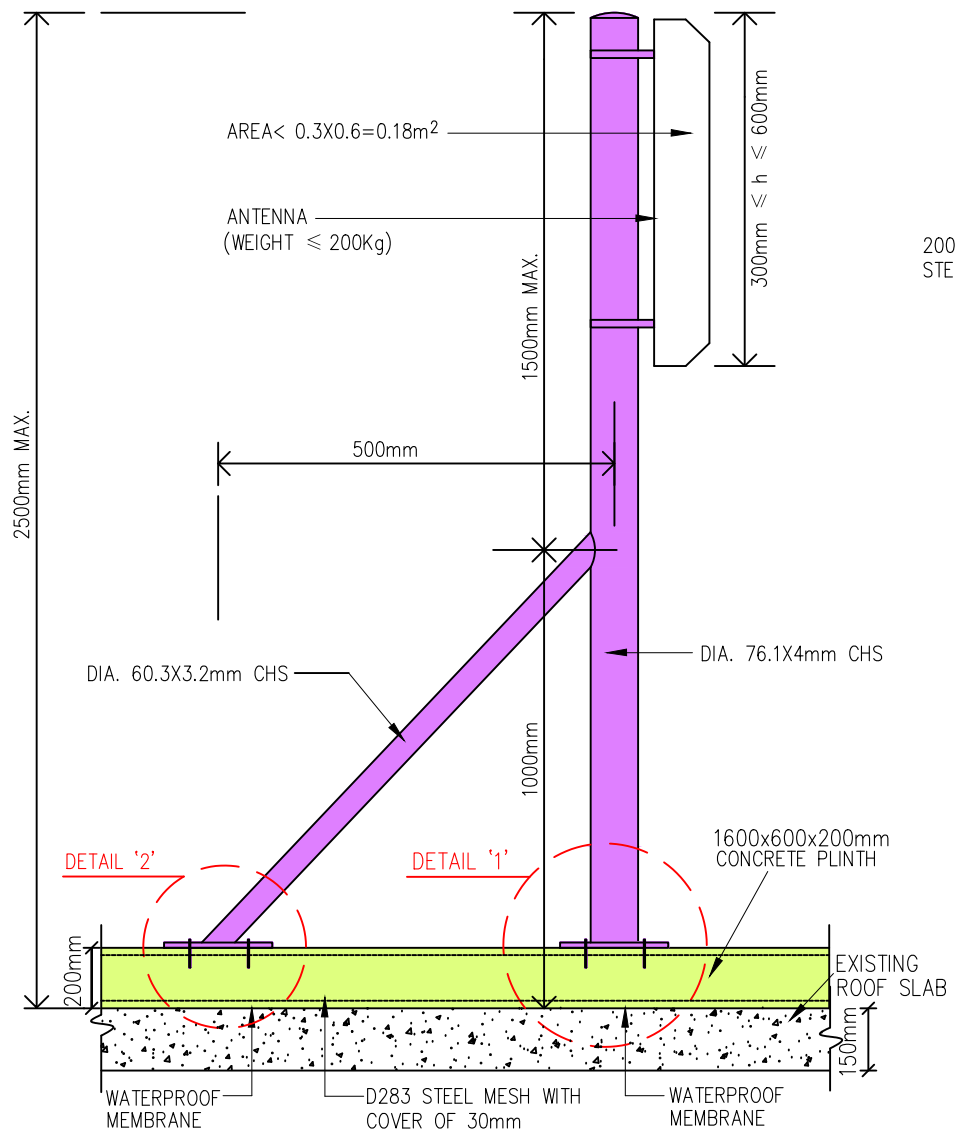 AREA< 0.3X0.6=0.18m²
ANTENNA
(WEIGHT ≤ 200Kg)
300mm ≤ h ≤ 600mm
200
STE
1500mm MAX.
2500mm MAX.
500mm
DIA. 60.3X3.2mm CHS
DIA. 76.1X4mm CHS
1000mm
DETAIL '2'
DETAIL '1'
1600x600x200mm
CONCRETE PLINTH
200mm
EXISTING
ROOF SLAB
150mm
WATERPROOF
MEMBRANE
D283 STEEL MESH WITH
COVER OF 30mm
WATERPROOF
MEMBRANE